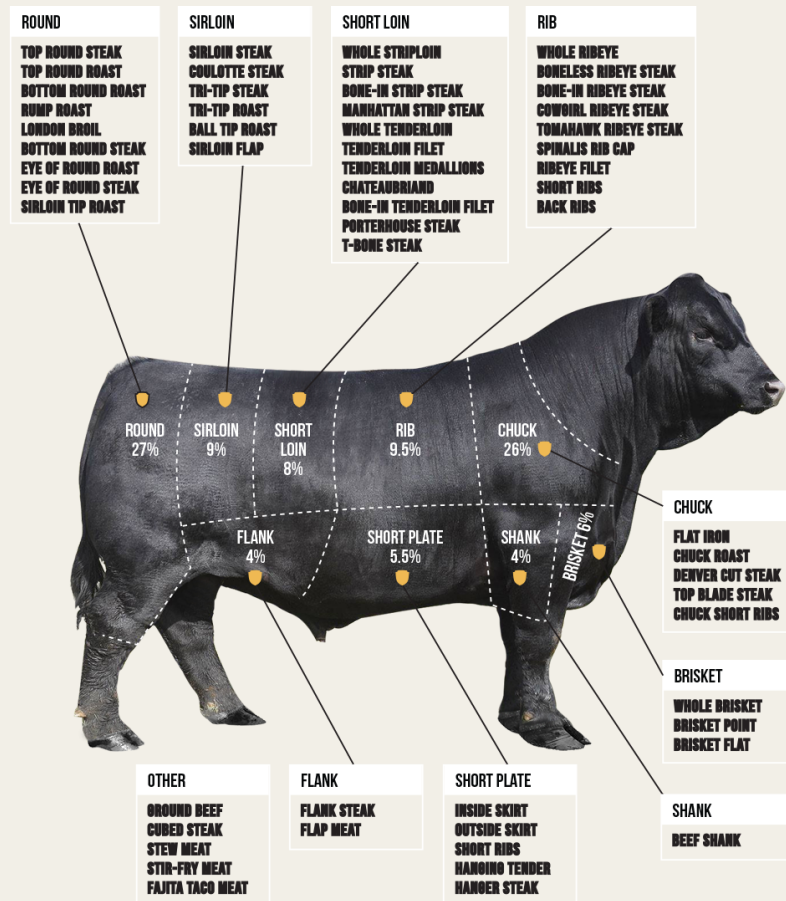 ROUND
TOP ROUND STEAK
TOP ROUND ROAST
BOTTOM ROUND ROAST
RUMP ROAST
LONDON BROIL
BOTTOM ROUND STEAK
EYE OF ROUND ROAST
EYE OF ROUND STEAK
SIRLOIN TIP ROAST
SIRLOIN
SIRLOIN STEAK
COULOTTE STEAK
TRI-TIP STEAK
TRI-TIP ROAST
BALL TIP ROAST
SIRLOIN FLAP
SHORT LOIN
WHOLE STRIPLOIN
STRIP STEAK
BONE-IN STRIP STEAK
MANHATTAN STRIP STEAK
WHOLE TENDERLOIN
TENDERLOIN FILET
TENDERLOIN MEDALLIONS
CHATEAUBRIAND
BONE-IN TENDERLOIN FILET
PORTERHOUSE STEAK
T-BONE STEAK
RIB
WHOLE RIBEYE
BONELESS RIBEYE STEAK
BONE-IN RIBEYE STEAK
COWGIRL RIBEYE STEAK
TOMAHAWK RIBEYE STEAK
SPINALIS RIB CAP
RIBEYE FILET
SHORT RIBS
BACK RIBS
ROUND
27%
SIRLOIN
9%
SHORT
LOIN
8%
RIB
9.5%
CHUCK
26%
FLANK
4%
SHORT PLATE
5.5%
SHANK
4%
BRISKET 6%
CHUCK
FLAT IRON
CHUCK ROAST
DENVER CUT STEAK
TOP BLADE STEAK
CHUCK SHORT RIBS
BRISKET
WHOLE BRISKET
BRISKET POINT
BRISKET FLAT
SHANK
BEEF SHANK
OTHER
GROUND BEEF
CUBED STEAK
STEW MEAT
STIR-FRY MEAT
FAJITA TACO MEAT
FLANK
FLANK STEAK
FLAP MEAT
SHORT PLATE
INSIDE SKIRT
OUTSIDE SKIRT
SHORT RIBS
HANGING TENDER
HANGER STEAK